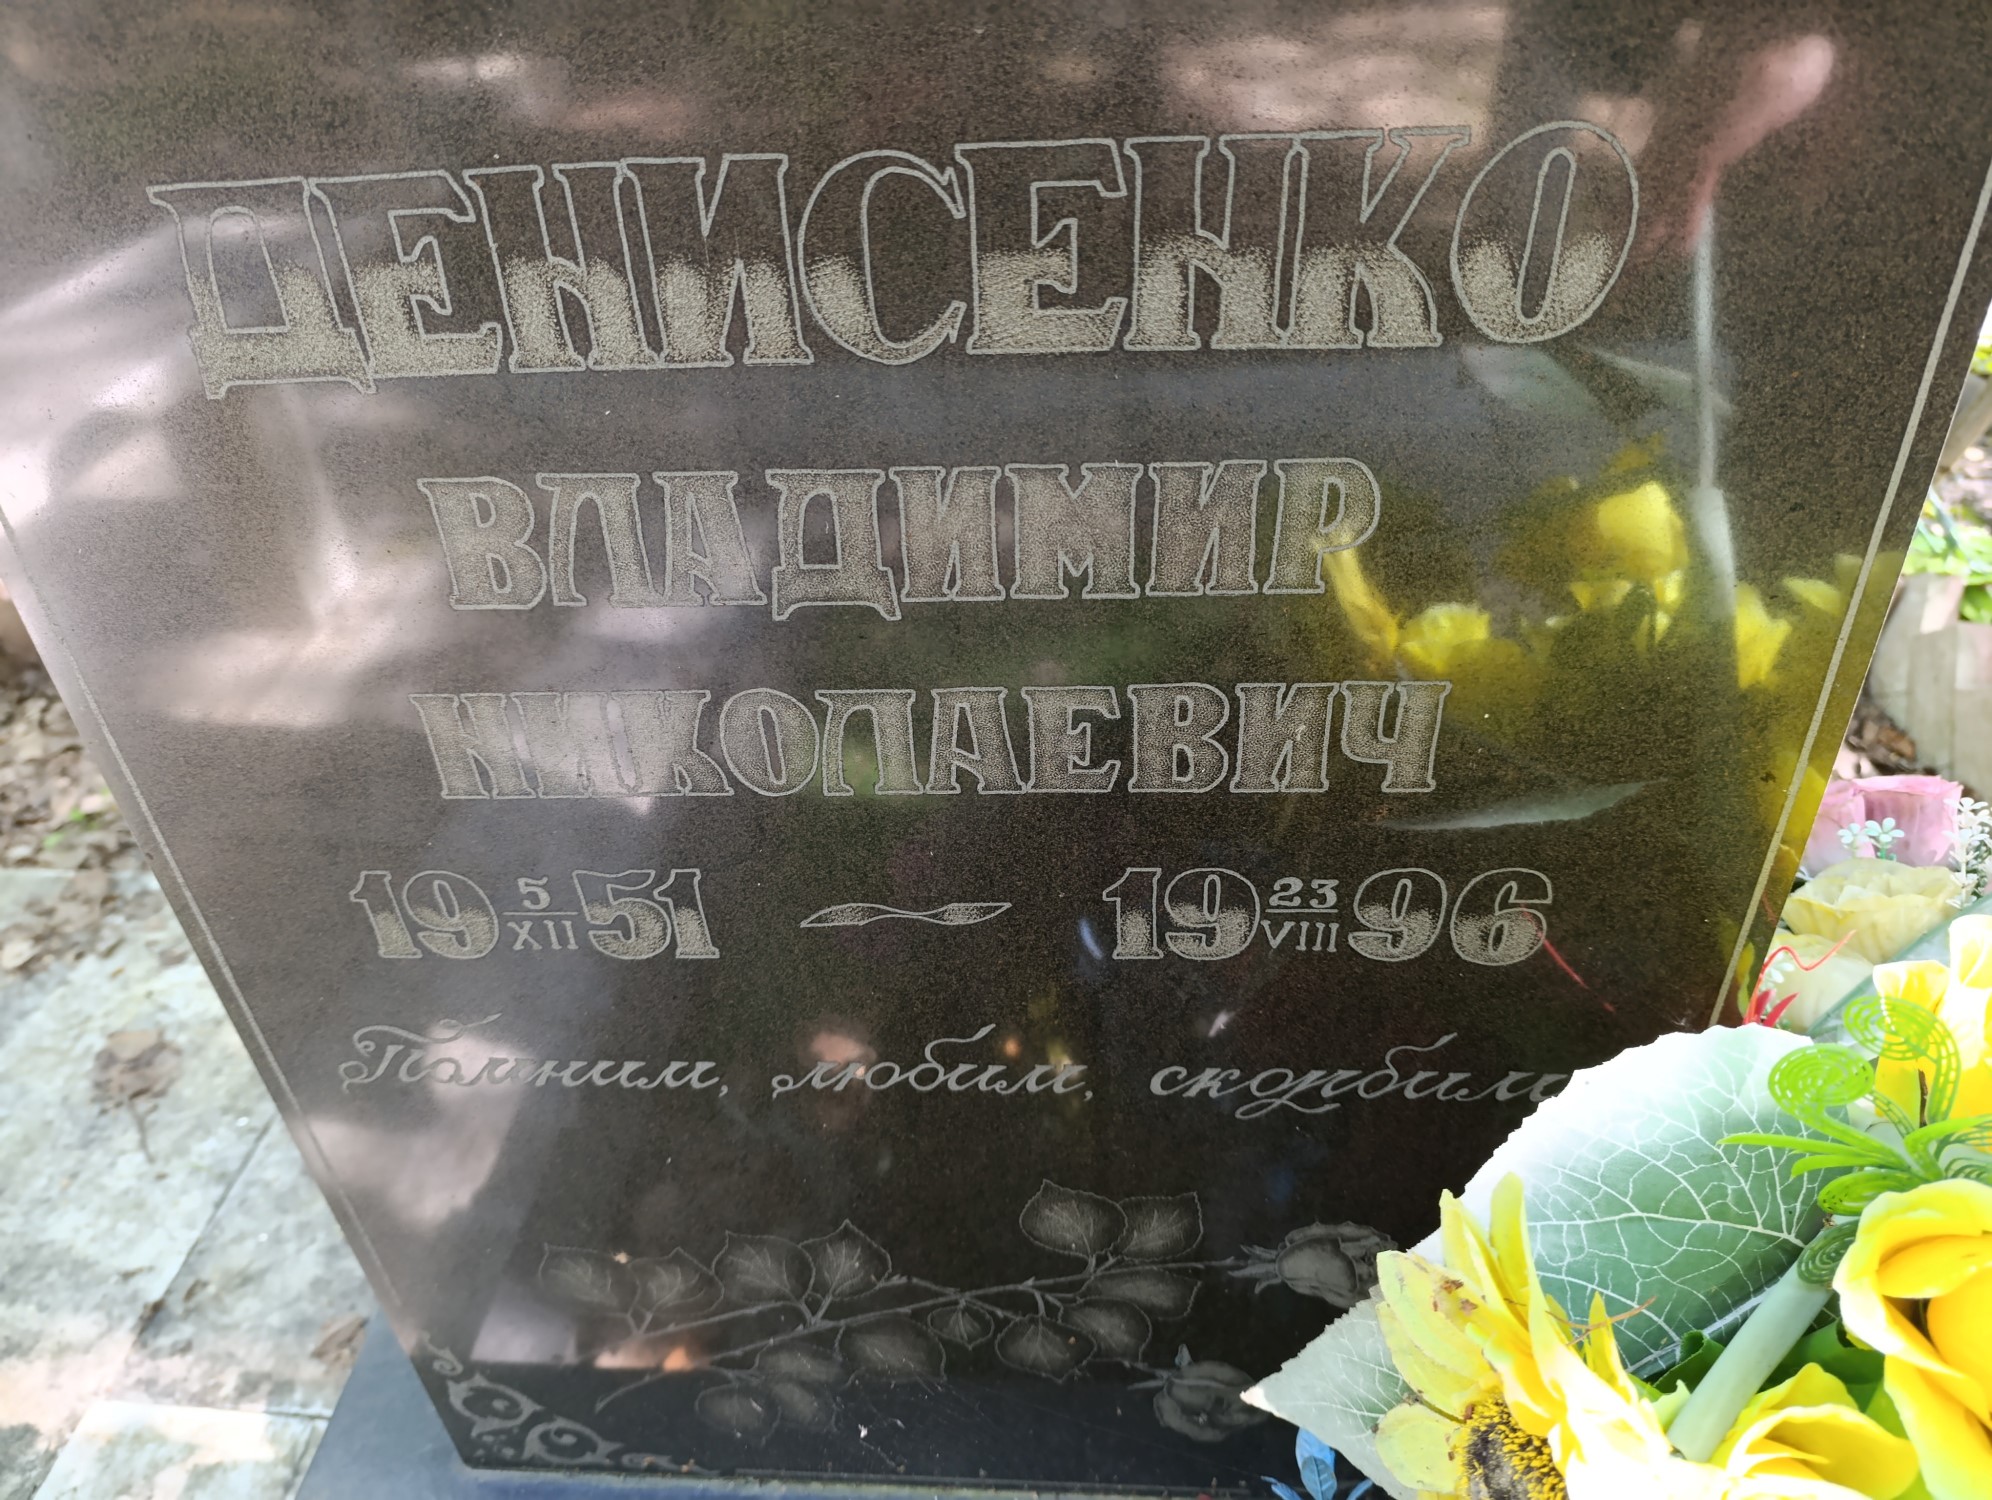 ДЕНИСЕНКО
ВЛАДИМИР
НИКОЛАЕВИЧ
19 5/XII 51 — 19 23/VIII 96
Помним, любим, скорбим